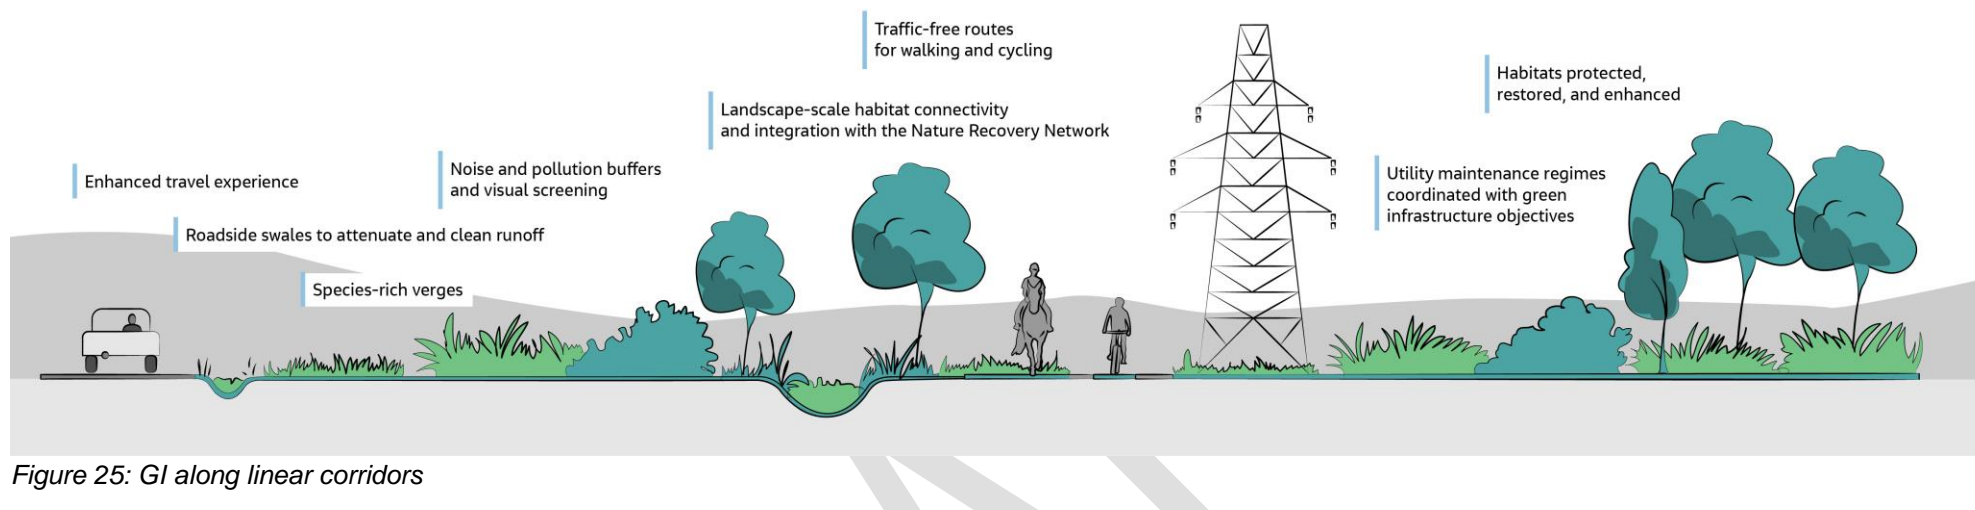 Traffic-free routes
for walking and cycling
Habitats protected,
restored, and enhanced
Landscape-scale habitat connectivity
and integration with the Nature Recovery Network
Noise and pollution buffers
and visual screening
Enhanced travel experience
Utility maintenance regimes
coordinated with green
infrastructure objectives
Roadside swales to attenuate and clean runoff
Species-rich verges
Figure 25: GI along linear corridors